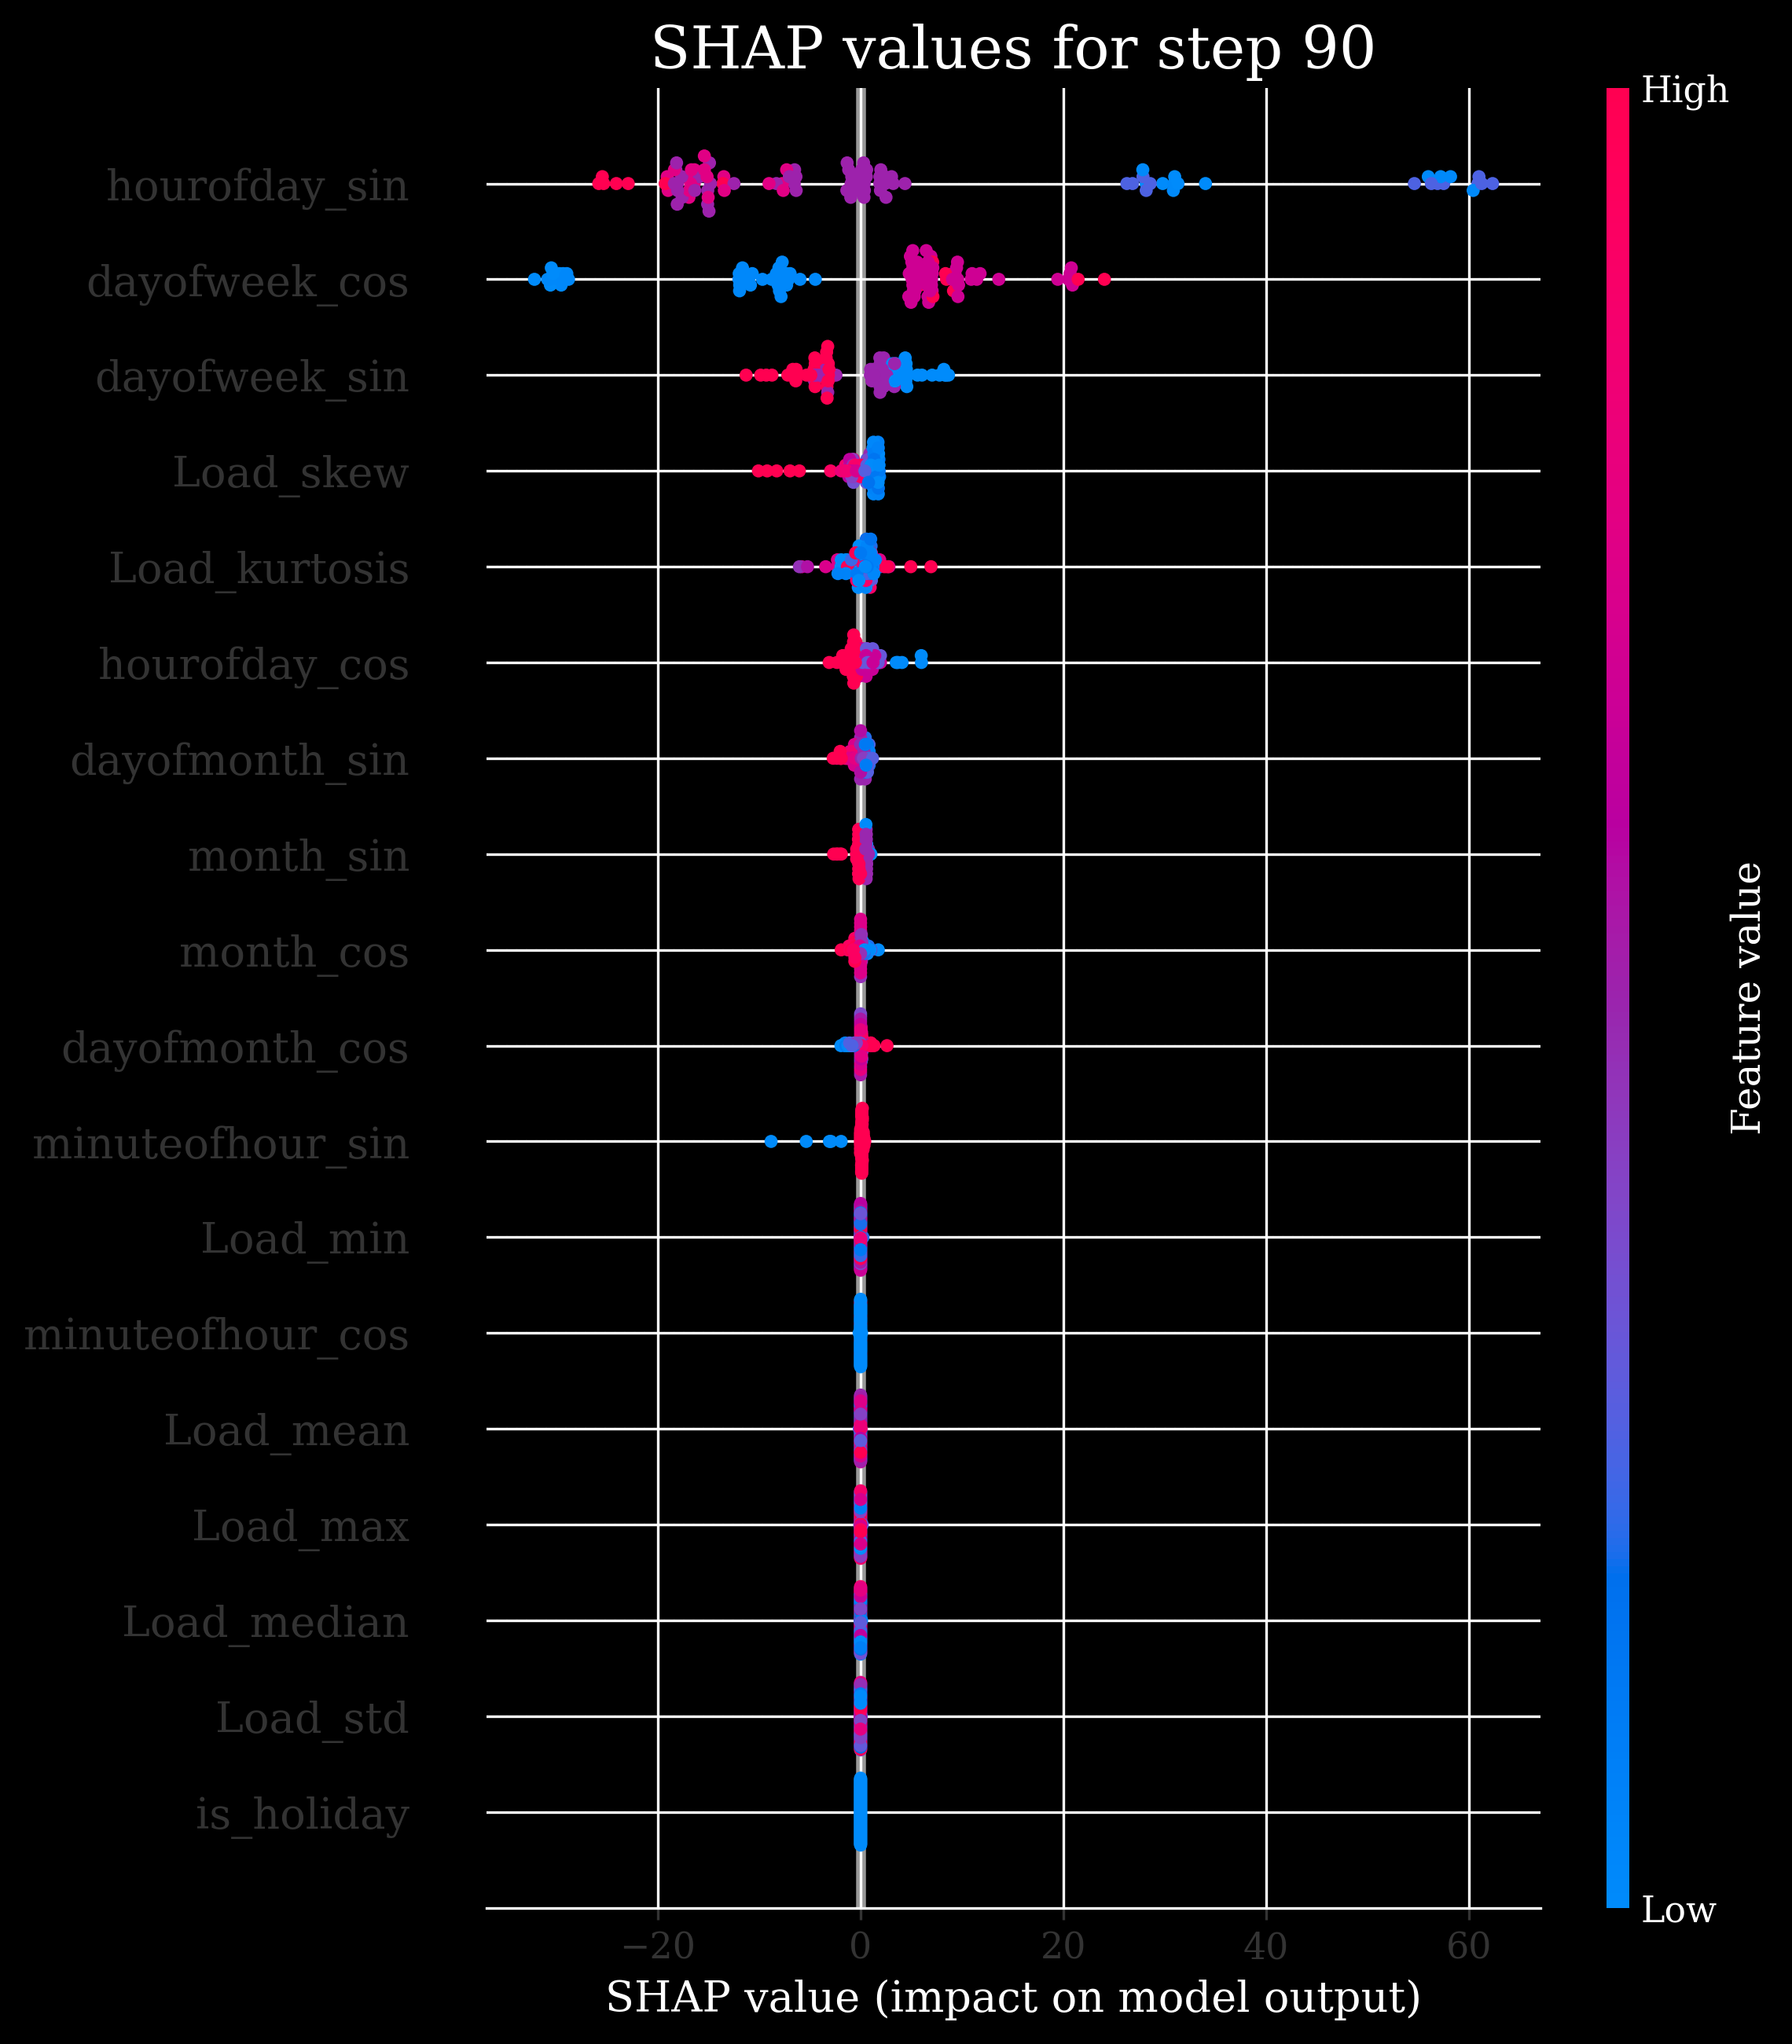 SHAP values for step 90
High
hourofday_sin
dayofweek_cos
dayofweek_sin
Load_skew
Load_kurtosis
hourofday_cos
dayofmonth_sin
month_sin
month_cos
dayofmonth_cos
minuteofhour_sin
Load_min
minuteofhour_cos
Load_mean
Load_max
Load_median
Load_std
is_holiday
Feature value
Low
−20 0 20 40 60
SHAP value (impact on model output)